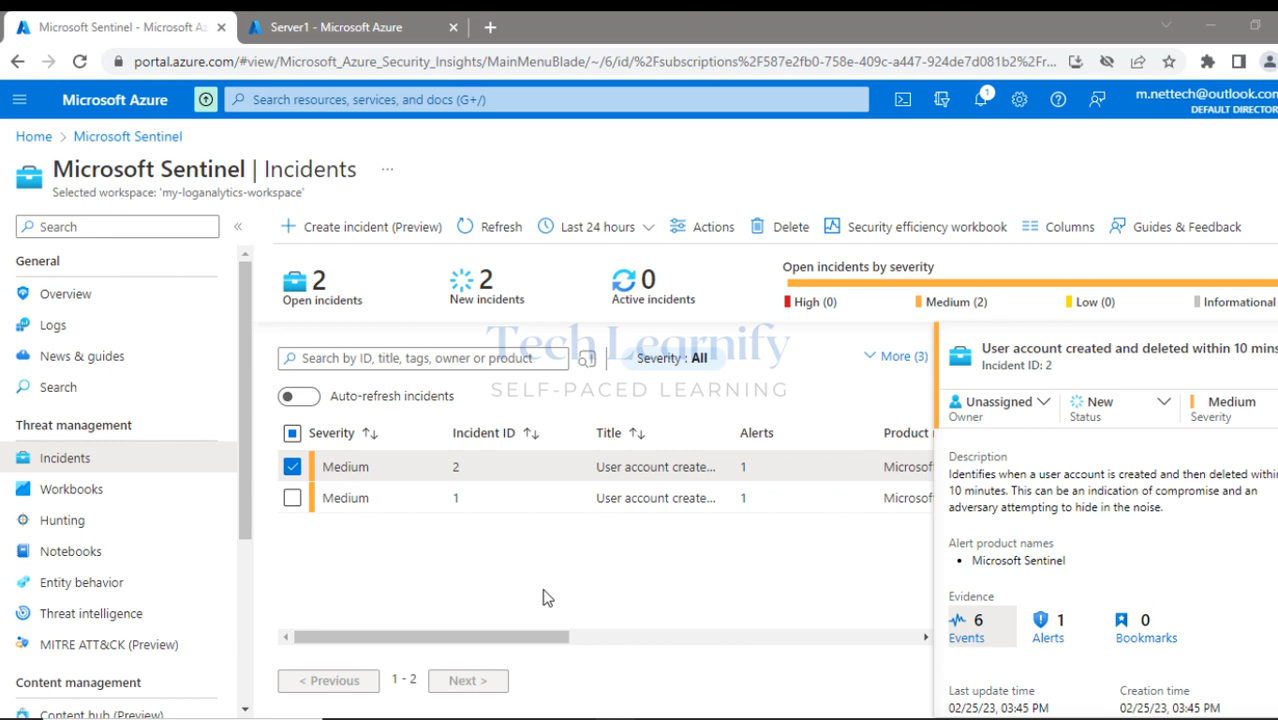 Microsoft Sentinel - Microsoft Az
Server1 - Microsoft Azure
portal.azure.com/#view/Microsoft_Azure_Security_Insights/MainMenuBlade/~/6/id/%2Fsubscriptions%2F587e2fb0-758e-409c-a447-924de7d081b2%2Fr...
Microsoft Azure
Search resources, services, and docs (G+/)
1
m.nettech@outlook.com
DEFAULT DIRECTOR
Home > Microsoft Sentinel
Microsoft Sentinel | Incidents ...
Selected workspace: 'my-loganalytics-workspace'
Search
«
General
Overview
Logs
News & guides
Search
Threat management
Incidents
Workbooks
Hunting
Notebooks
Entity behavior
Threat intelligence
MITRE ATT&CK (Preview)
Content management
Content hub (Preview)
+ Create incident (Preview)
Refresh
Last 24 hours
Actions
Delete
Security efficiency workbook
Columns
Guides & Feedback
2
Open incidents
2
New incidents
0
Active incidents
Open incidents by severity
High (0)
Medium (2)
Low (0)
Informational
Tech Learnify
SELF-PACED LEARNING
Search by ID, title, tags, owner or product
Severity : All
More (3)
Auto-refresh incidents
Severity ↑↓ Incident ID ↑↓ Title ↑↓ Alerts Product
Medium 2 User account create... 1 Microsof
Medium 1 User account create... 1 Microsof
< Previous
1 - 2
Next >
User account created and deleted within 10 mins
Incident ID: 2
Unassigned
Owner
New
Status
Medium
Severity
Description
Identifies when a user account is created and then deleted within
10 minutes. This can be an indication of compromise and an
adversary attempting to hide in the noise.
Alert product names
• Microsoft Sentinel
Evidence
6
Events
1
Alerts
0
Bookmarks
Last update time
02/25/23, 03:45 PM
Creation time
02/25/23, 03:45 PM